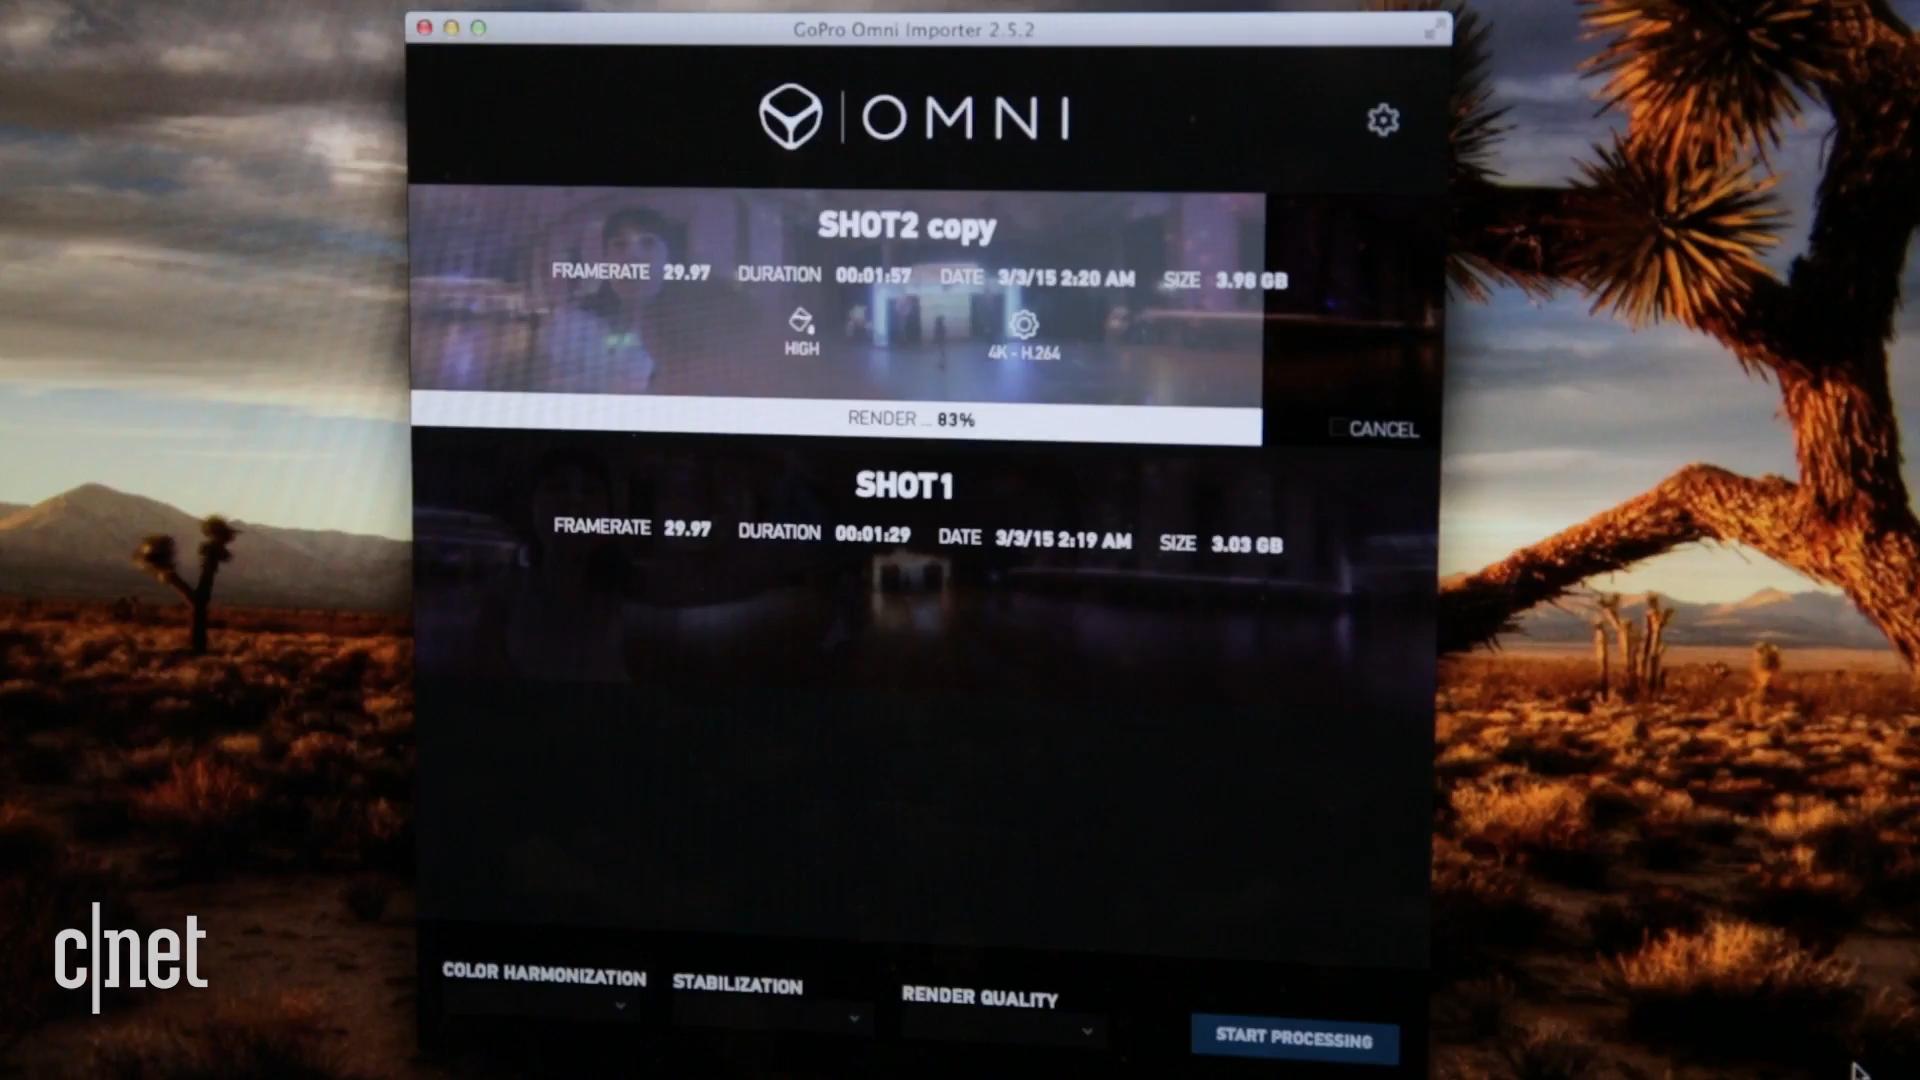 GoPro Omni Importer 2.5.2
OMNI
SHOT2 copy
FRAMERATE 29.97 DURATION 00:01:57 DATE 3/3/15 2:20 AM SIZE 3.98 GB
HIGH 4K - H.264
RENDER ... 83%
CANCEL
SHOT1
FRAMERATE 29.97 DURATION 00:01:29 DATE 3/3/15 2:19 AM SIZE 3.03 GB
COLOR HARMONIZATION STABILIZATION RENDER QUALITY
START PROCESSING
c|net